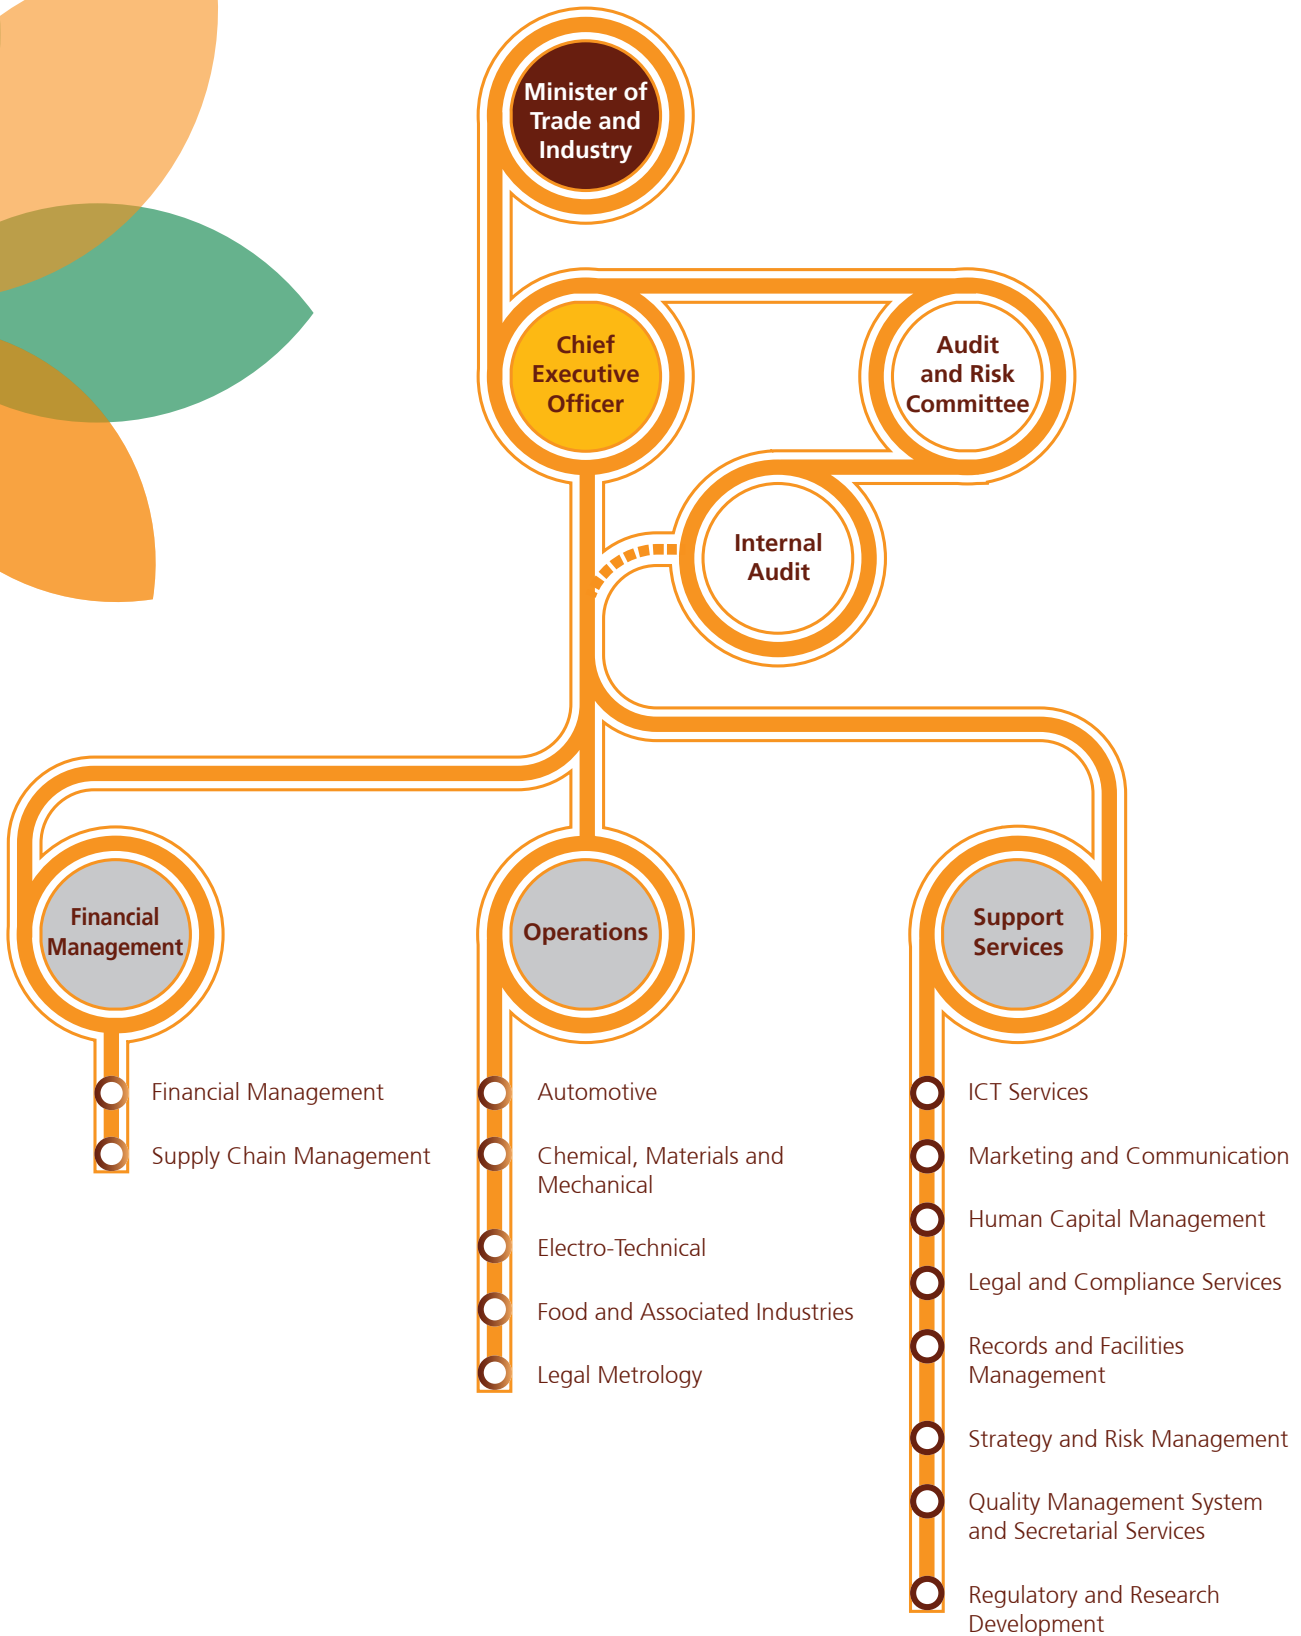 Minister of
Trade and
Industry
Chief
Executive
Officer
Audit
and Risk
Committee
Internal
Audit
Financial
Management
Operations
Support
Services
Financial Management
Supply Chain Management
Automotive
Chemical, Materials and
Mechanical
Electro-Technical
Food and Associated Industries
Legal Metrology
ICT Services
Marketing and Communication
Human Capital Management
Legal and Compliance Services
Records and Facilities
Management
Strategy and Risk Management
Quality Management System
and Secretarial Services
Regulatory and Research
Development